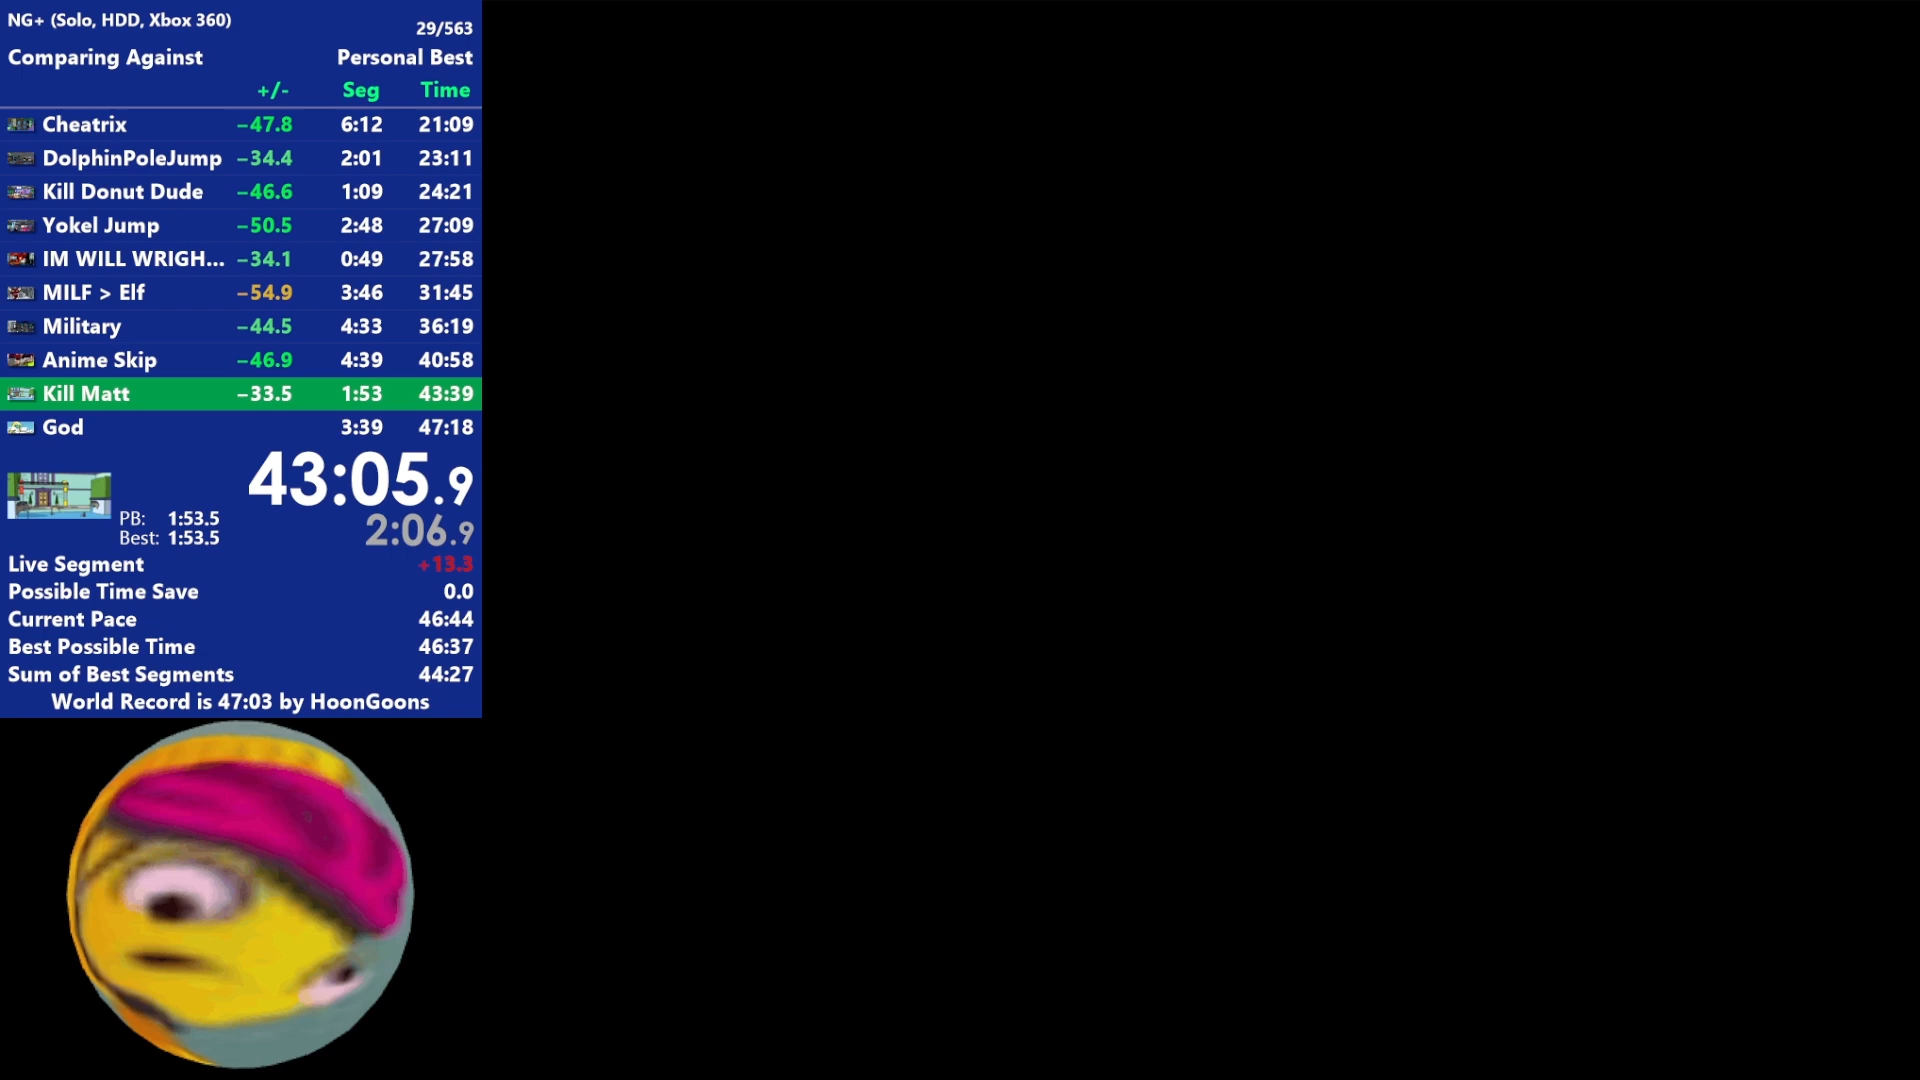 NG+ (Solo, HDD, Xbox 360)
29/563
Comparing Against Personal Best
+/- Seg Time
Cheatrix −47.8 6:12 21:09
DolphinPoleJump −34.4 2:01 23:11
Kill Donut Dude −46.6 1:09 24:21
Yokel Jump −50.5 2:48 27:09
IM WILL WRIGH... −34.1 0:49 27:58
MILF > Elf −54.9 3:46 31:45
Military −44.5 4:33 36:19
Anime Skip −46.9 4:39 40:58
Kill Matt −33.5 1:53 43:39
God 3:39 47:18
43:05.9
PB: 1:53.5
2:06.9
Best: 1:53.5
Live Segment +13.3
Possible Time Save 0.0
Current Pace 46:44
Best Possible Time 46:37
Sum of Best Segments 44:27
World Record is 47:03 by HoonGoons